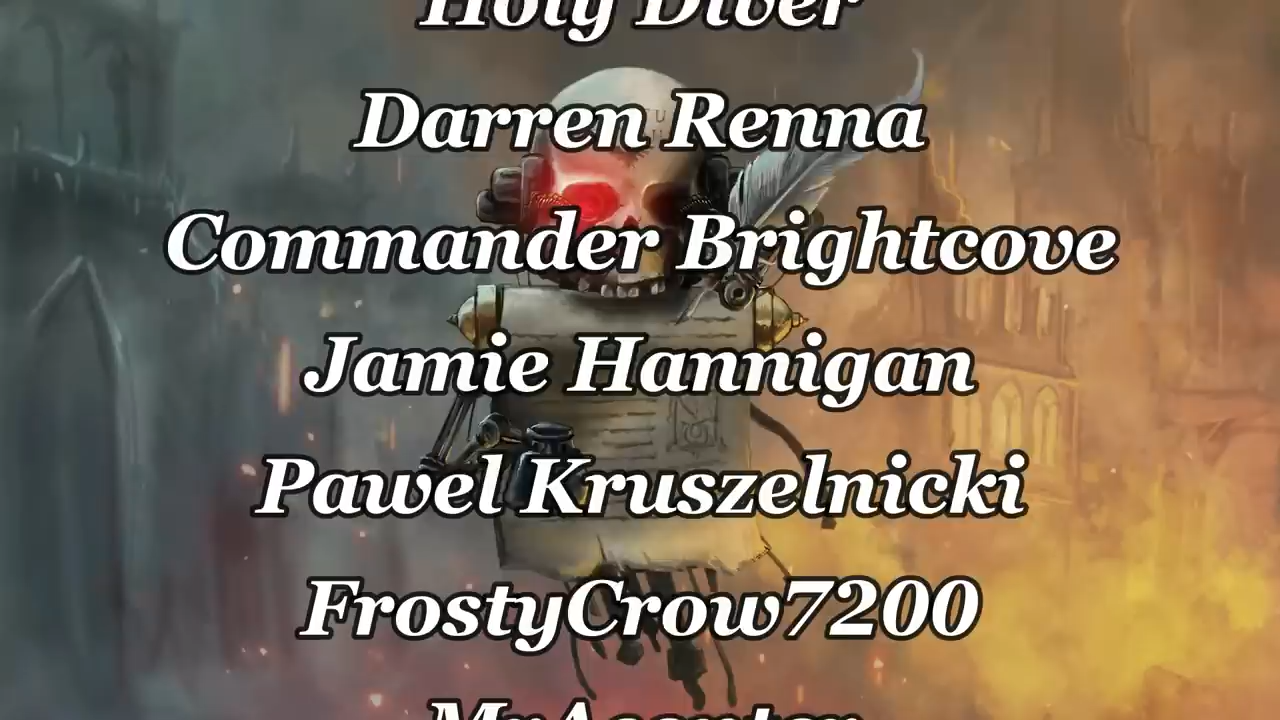 Holy Diver
Darren Renna
Commander Brightcove
Jamie Hannigan
Pawel Kruszelnicki
FrostyCrow7200